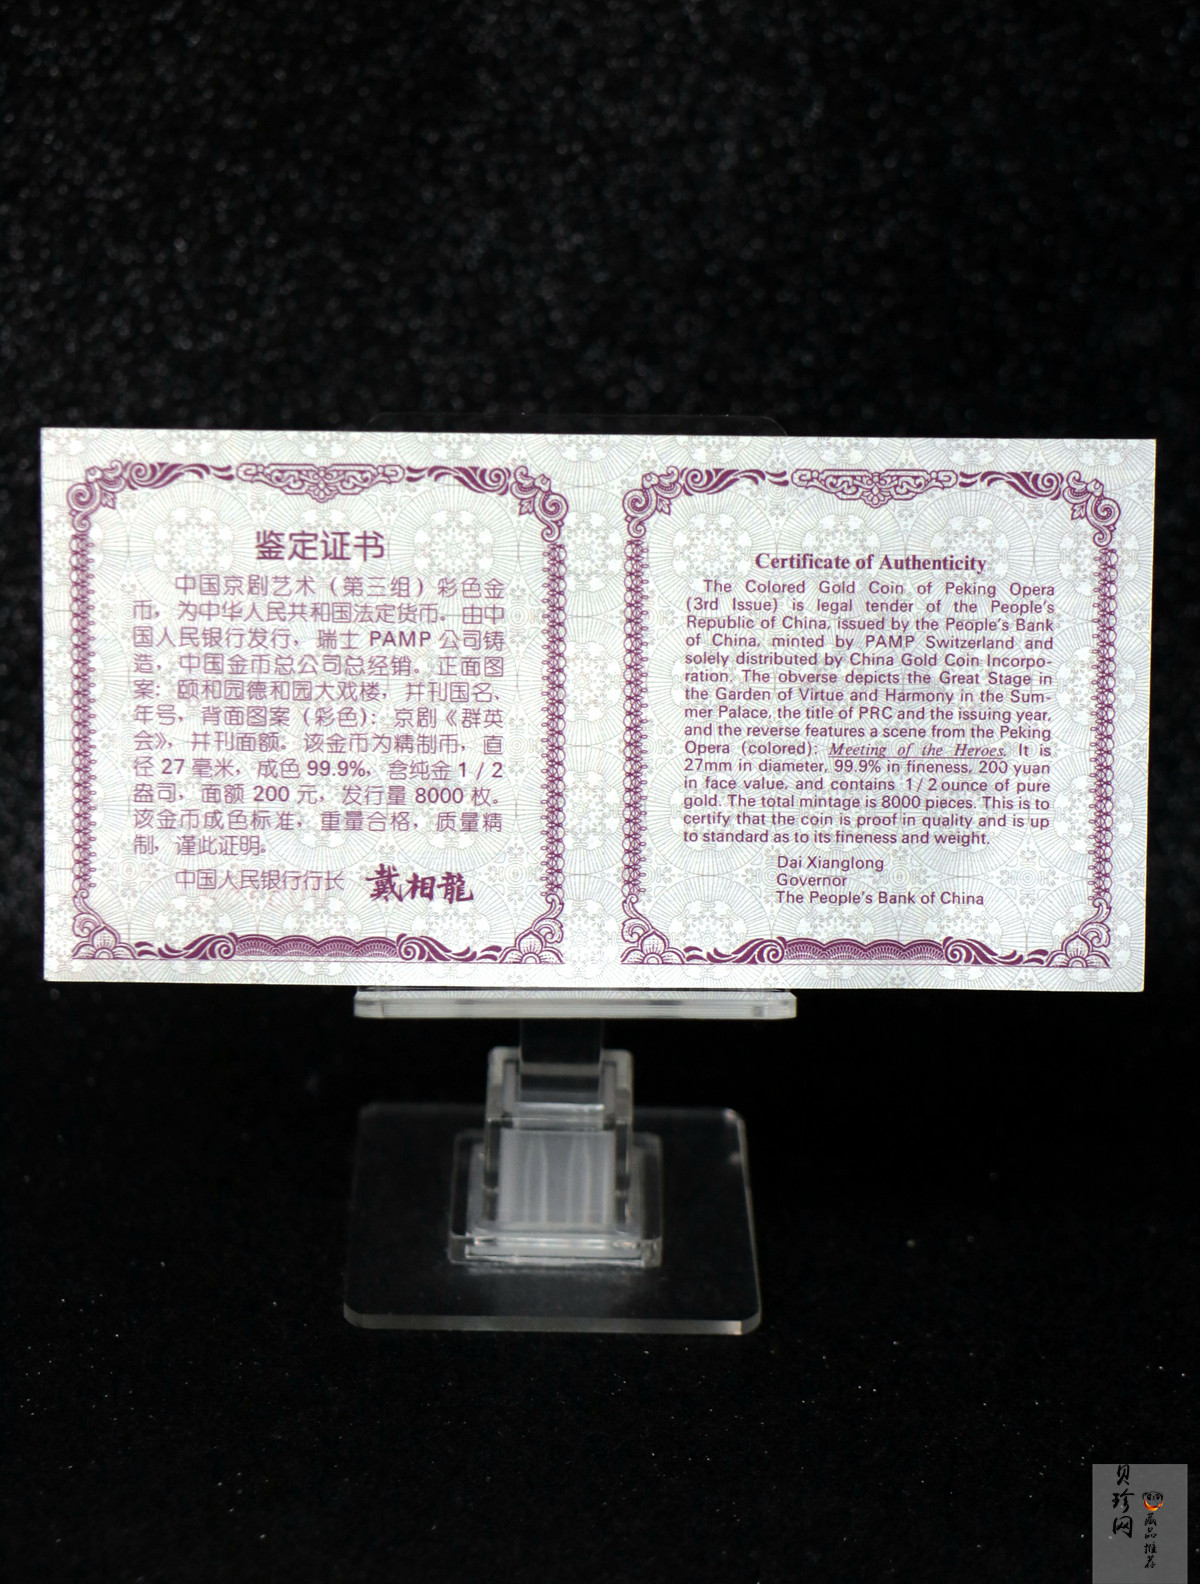 鉴定证书
中国京剧艺术（第三组）彩色金
币，为中华人民共和国法定货币。由中
国人民银行发行，瑞士 PAMP 公司铸
造，中国金币总公司总经销。正面图
案：颐和园德和园大戏楼，并刊国名、
年号，背面图案（彩色）：京剧《群英
会》，并刊面额。该金币为精制币，直
径 27 毫米，成色 99.9%，含纯金 1 / 2
盎司，面额 200 元，发行量 8000 枚。
该金币成色标准，重量合格，质量精
制，谨此证明。
中国人民银行行长 戴相龍
Certificate of Authenticity
The Colored Gold Coin of Peking Opera
(3rd Issue) is legal tender of the People's
Republic of China, issued by the People's Bank
of China, minted by PAMP Switzerland and
solely distributed by China Gold Coin Incorpo-
ration. The obverse depicts the Great Stage in
the Garden of Virtue and Harmony in the Sum-
mer Palace, the title of PRC and the issuing year,
and the reverse features a scene from the Peking
Opera (colored): Meeting of the Heroes. It is
27mm in diameter, 99.9% in fineness, 200 yuan
in face value, and contains 1/2 ounce of pure
gold. The total mintage is 8000 pieces. This is to
certify that the coin is proof in quality and is up
to standard as to its fineness and weight.
Dai Xianglong
Governor
The People's Bank of China
贝珍网
藏品推荐